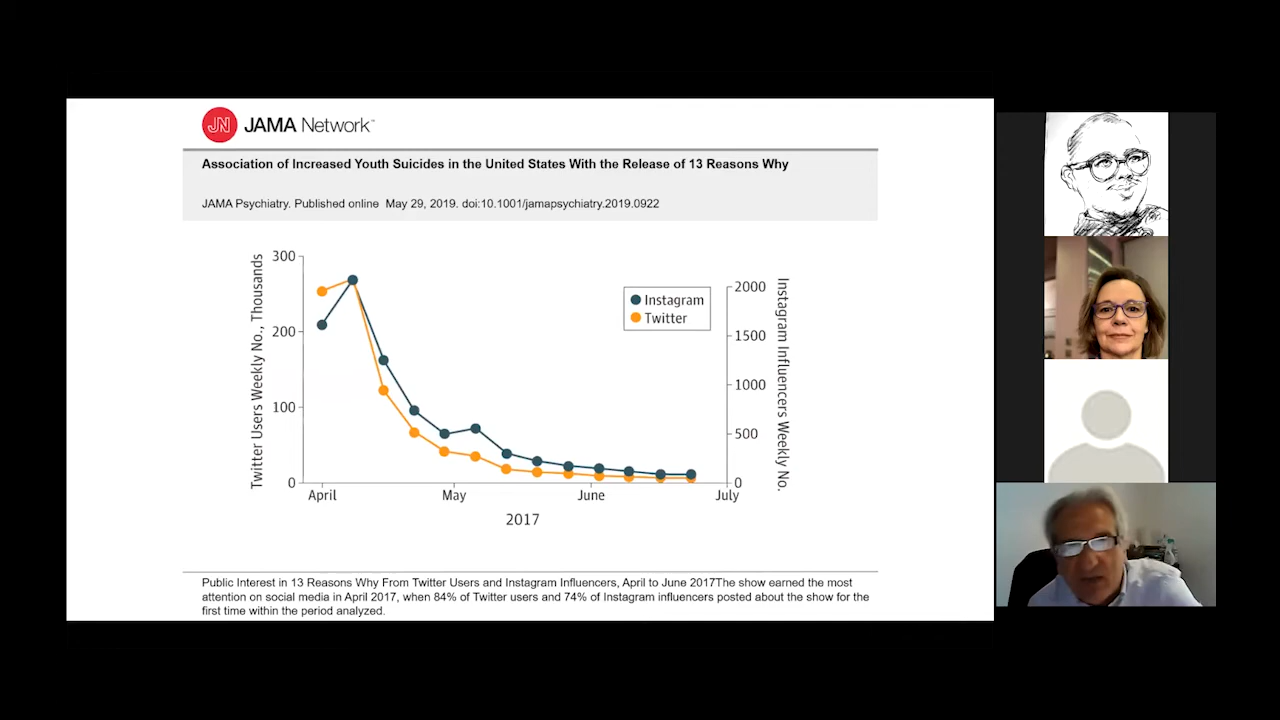 JN JAMA Network™
Association of Increased Youth Suicides in the United States With the Release of 13 Reasons Why
JAMA Psychiatry. Published online May 29, 2019. doi:10.1001/jamapsychiatry.2019.0922
Twitter Users Weekly No., Thousands
300
200
100
0
Instagram
Twitter
2000
1500
1000
500
0
Instagram Influencers Weekly No.
April
May
June
July
2017
Public Interest in 13 Reasons Why From Twitter Users and Instagram Influencers, April to June 2017The show earned the most
attention on social media in April 2017, when 84% of Twitter users and 74% of Instagram influencers posted about the show for the
first time within the period analyzed.